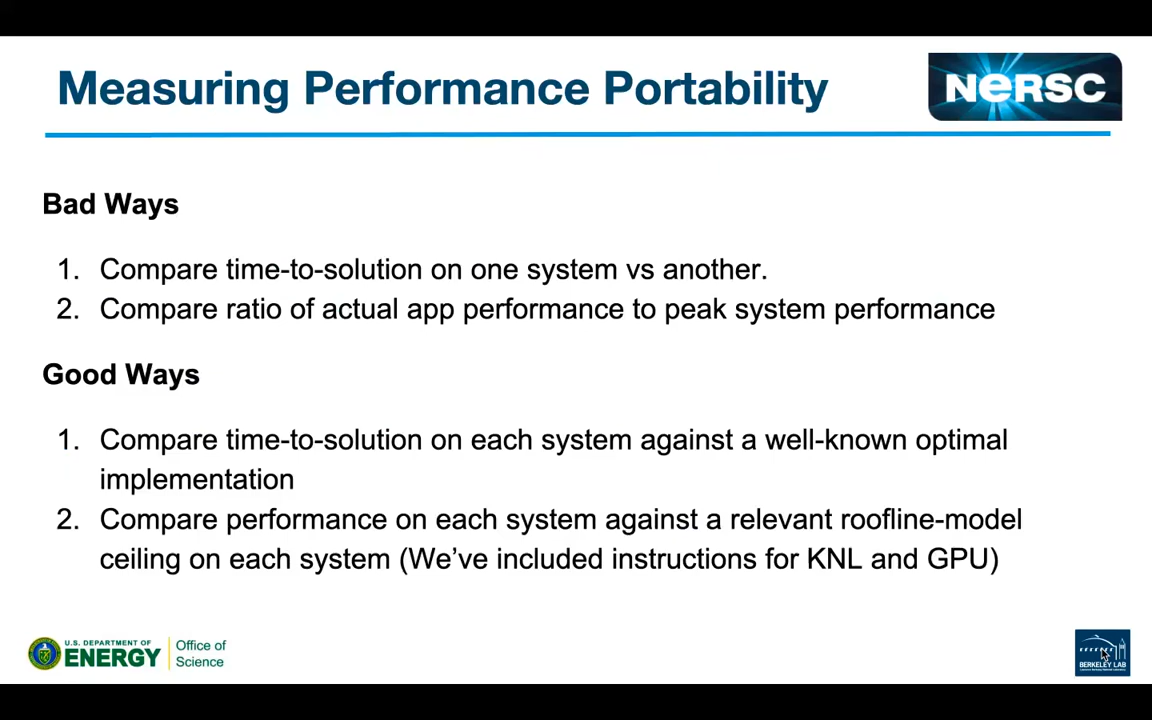 Measuring Performance Portability
NERSC
Bad Ways
1. Compare time-to-solution on one system vs another.
2. Compare ratio of actual app performance to peak system performance
Good Ways
1. Compare time-to-solution on each system against a well-known optimal
implementation
2. Compare performance on each system against a relevant roofline-model
ceiling on each system (We’ve included instructions for KNL and GPU)
U.S. DEPARTMENT OF
ENERGY
Office of
Science
BERKELEY LAB